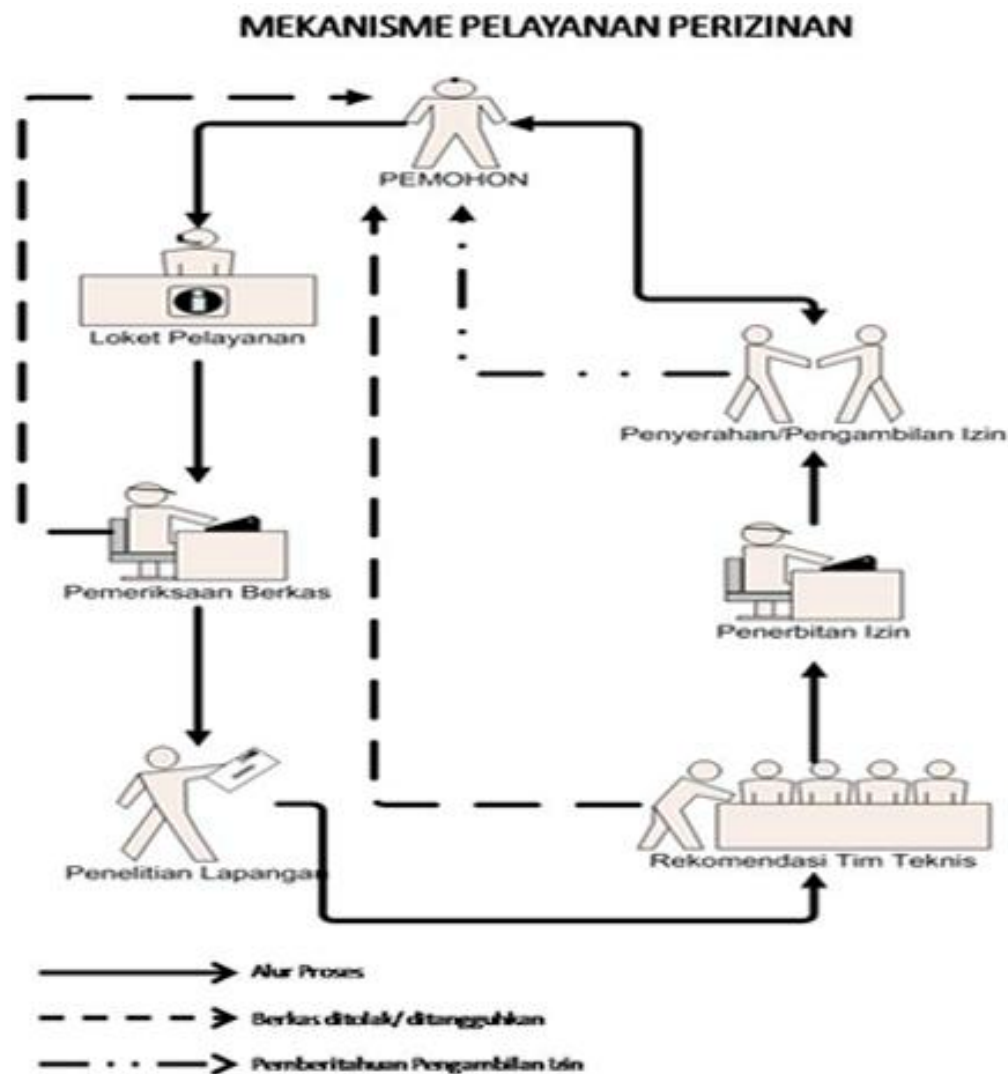 MEKANISME PELAYANAN PERIZINAN
PEMOHON
Loket Pelayanan
Penyerahan/Pengambilan Izin
Pemeriksaan Berkas
Penerbitan Izin
Penelitian Lapangan
Rekomendasi Tim Teknis
Alur Proses
Berkas ditolak/ ditangguhkan
Pemberitahuan Pengambilan Izin